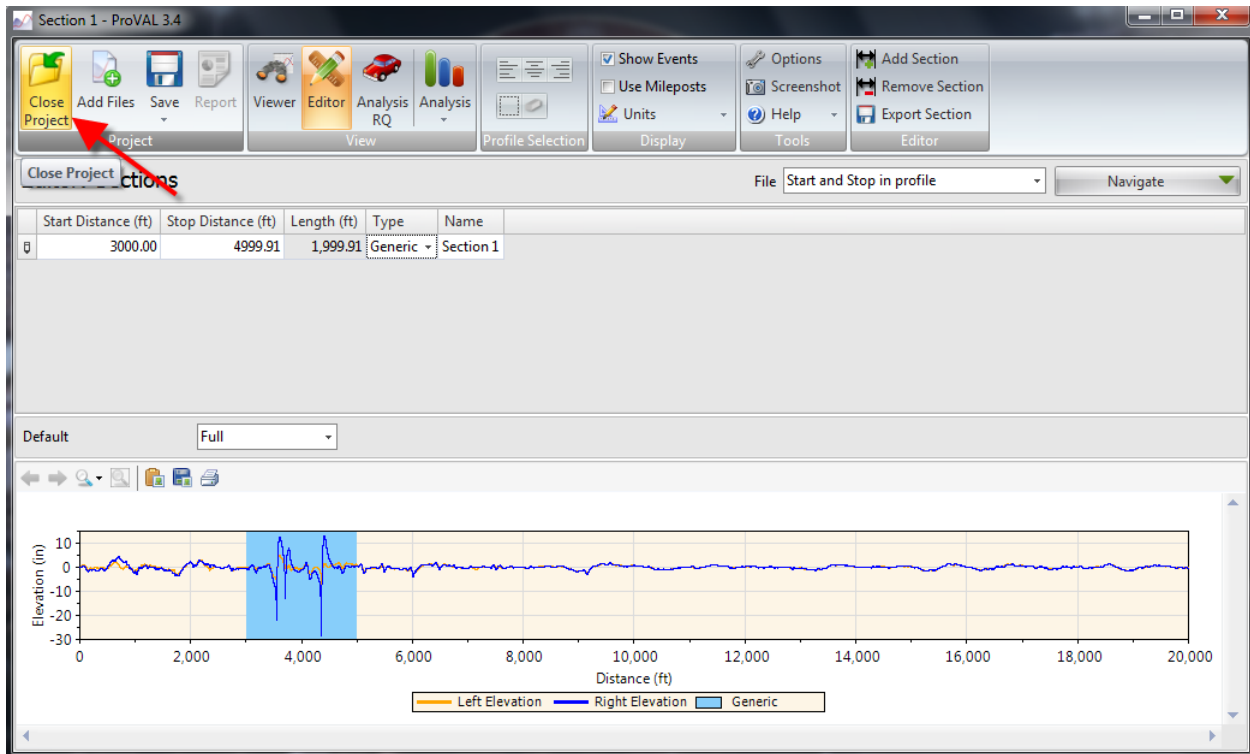 Section 1 - ProVAL 3.4
Close Project
Add Files
Save
Report
Project
Viewer
Editor
Analysis RQ
Analysis
View
Profile Selection
Show Events
Use Mileposts
Units
Display
Options
Screenshot
Help
Tools
Add Section
Remove Section
Export Section
Editor
Close Project
File Start and Stop in profile Navigate
Start Distance (ft) Stop Distance (ft) Length (ft) Type Name
3000.00 4999.91 1,999.91 Generic Section 1
Default Full
Elevation (in)
10
0
-10
-20
-30
0 2,000 4,000 6,000 8,000 10,000 12,000 14,000 16,000 18,000 20,000
Distance (ft)
Left Elevation Right Elevation Generic